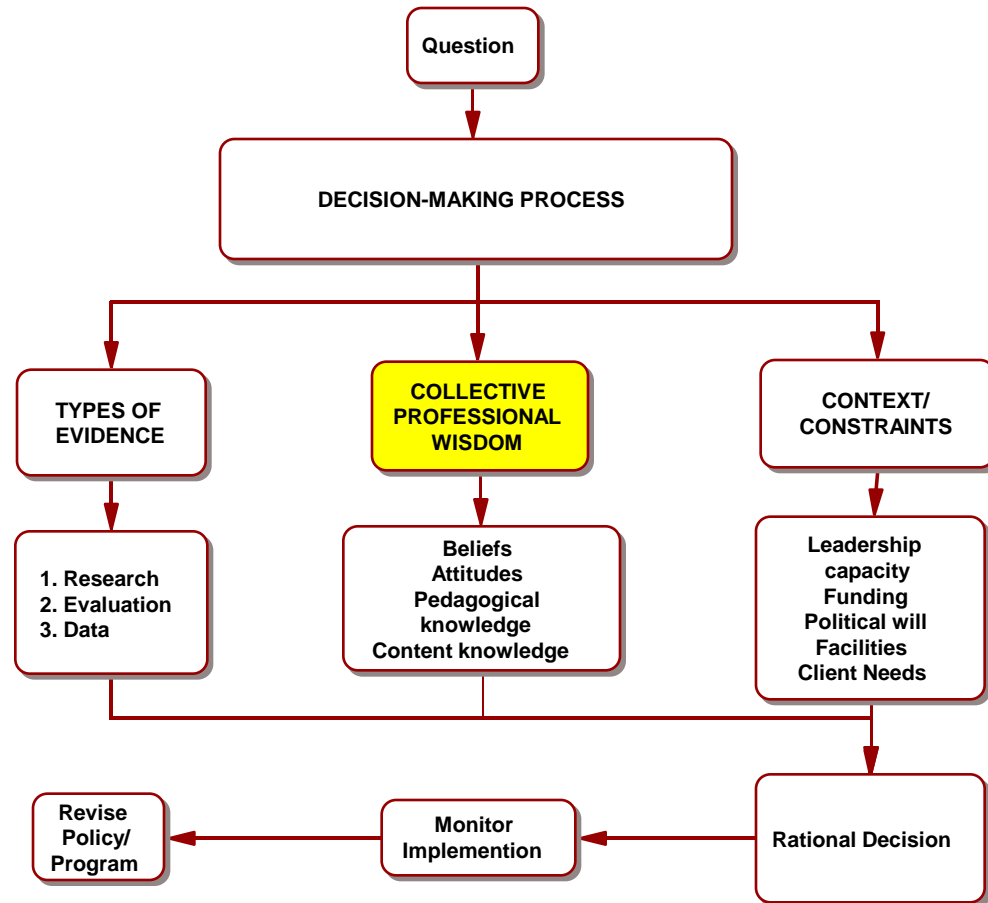 Question
DECISION-MAKING PROCESS
TYPES OF
EVIDENCE
COLLECTIVE
PROFESSIONAL
WISDOM
CONTEXT/
CONSTRAINTS
1. Research
2. Evaluation
3. Data
Beliefs
Attitudes
Pedagogical
knowledge
Content knowledge
Leadership
capacity
Funding
Political will
Facilities
Client Needs
Revise
Policy/
Program
Monitor
Implemention
Rational Decision